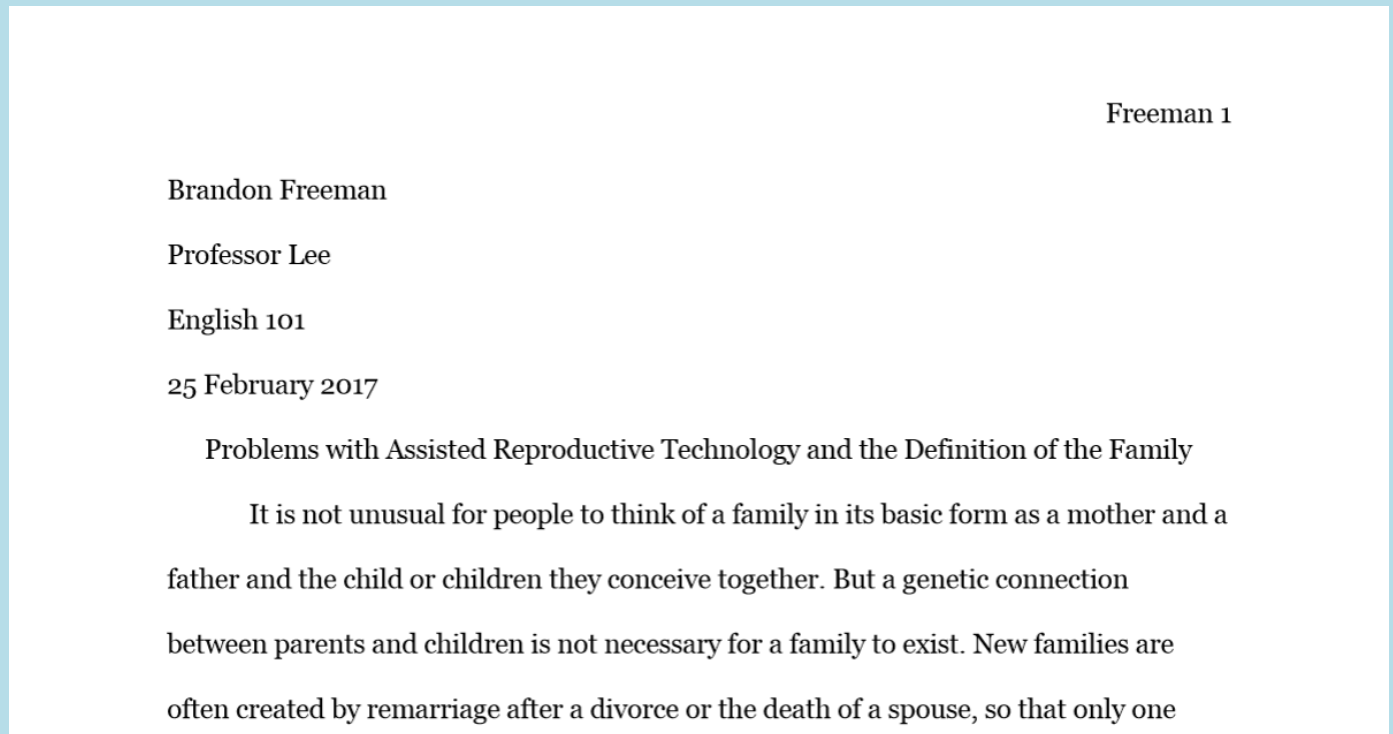 Freeman 1
Brandon Freeman
Professor Lee
English 101
25 February 2017
Problems with Assisted Reproductive Technology and the Definition of the Family
It is not unusual for people to think of a family in its basic form as a mother and a
father and the child or children they conceive together. But a genetic connection
between parents and children is not necessary for a family to exist. New families are
often created by remarriage after a divorce or the death of a spouse, so that only one